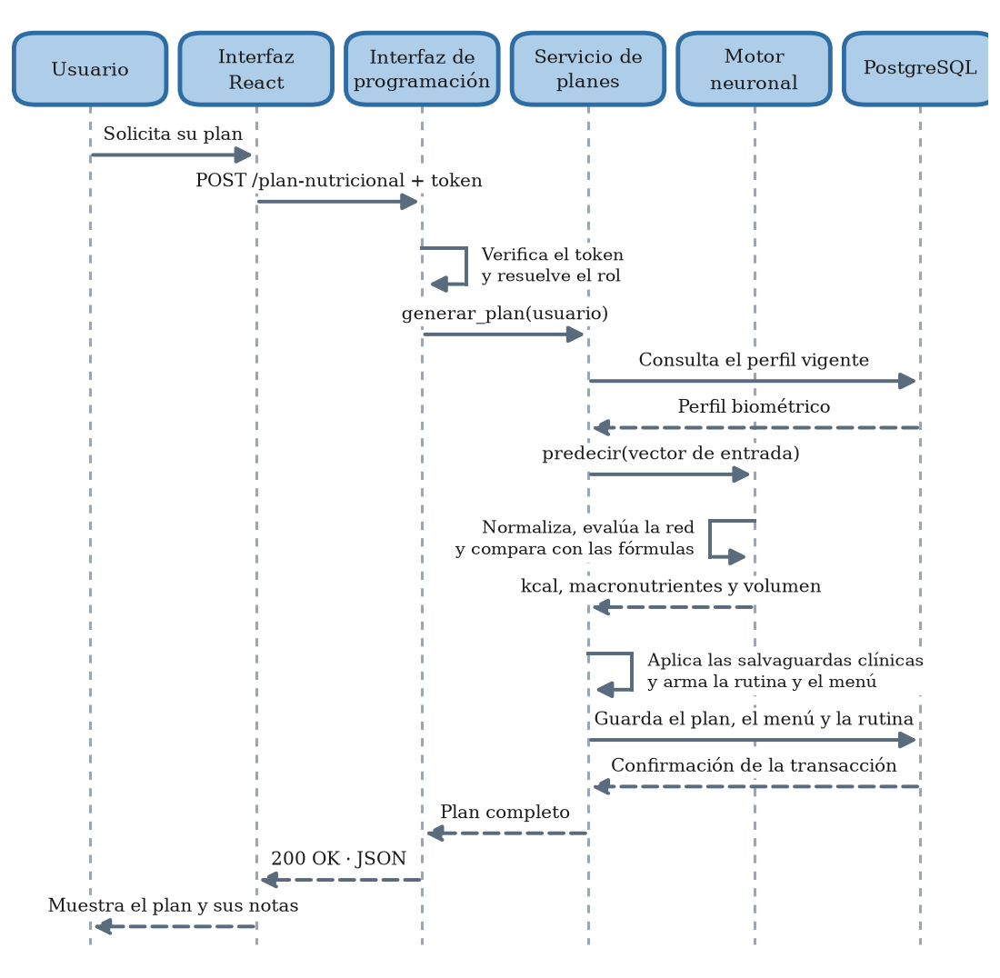 Usuario
Interfaz
React
Interfaz de
programación
Servicio de
planes
Motor
neuronal
PostgreSQL
Solicita su plan
POST /plan-nutricional + token
Verifica el token
y resuelve el rol
generar_plan(usuario)
Consulta el perfil vigente
Perfil biométrico
predecir(vector de entrada)
Normaliza, evalúa la red
y compara con las fórmulas
kcal, macronutrientes y volumen
Aplica las salvaguardas clínicas
y arma la rutina y el menú
Guarda el plan, el menú y la rutina
Confirmación de la transacción
Plan completo
200 OK · JSON
Muestra el plan y sus notas